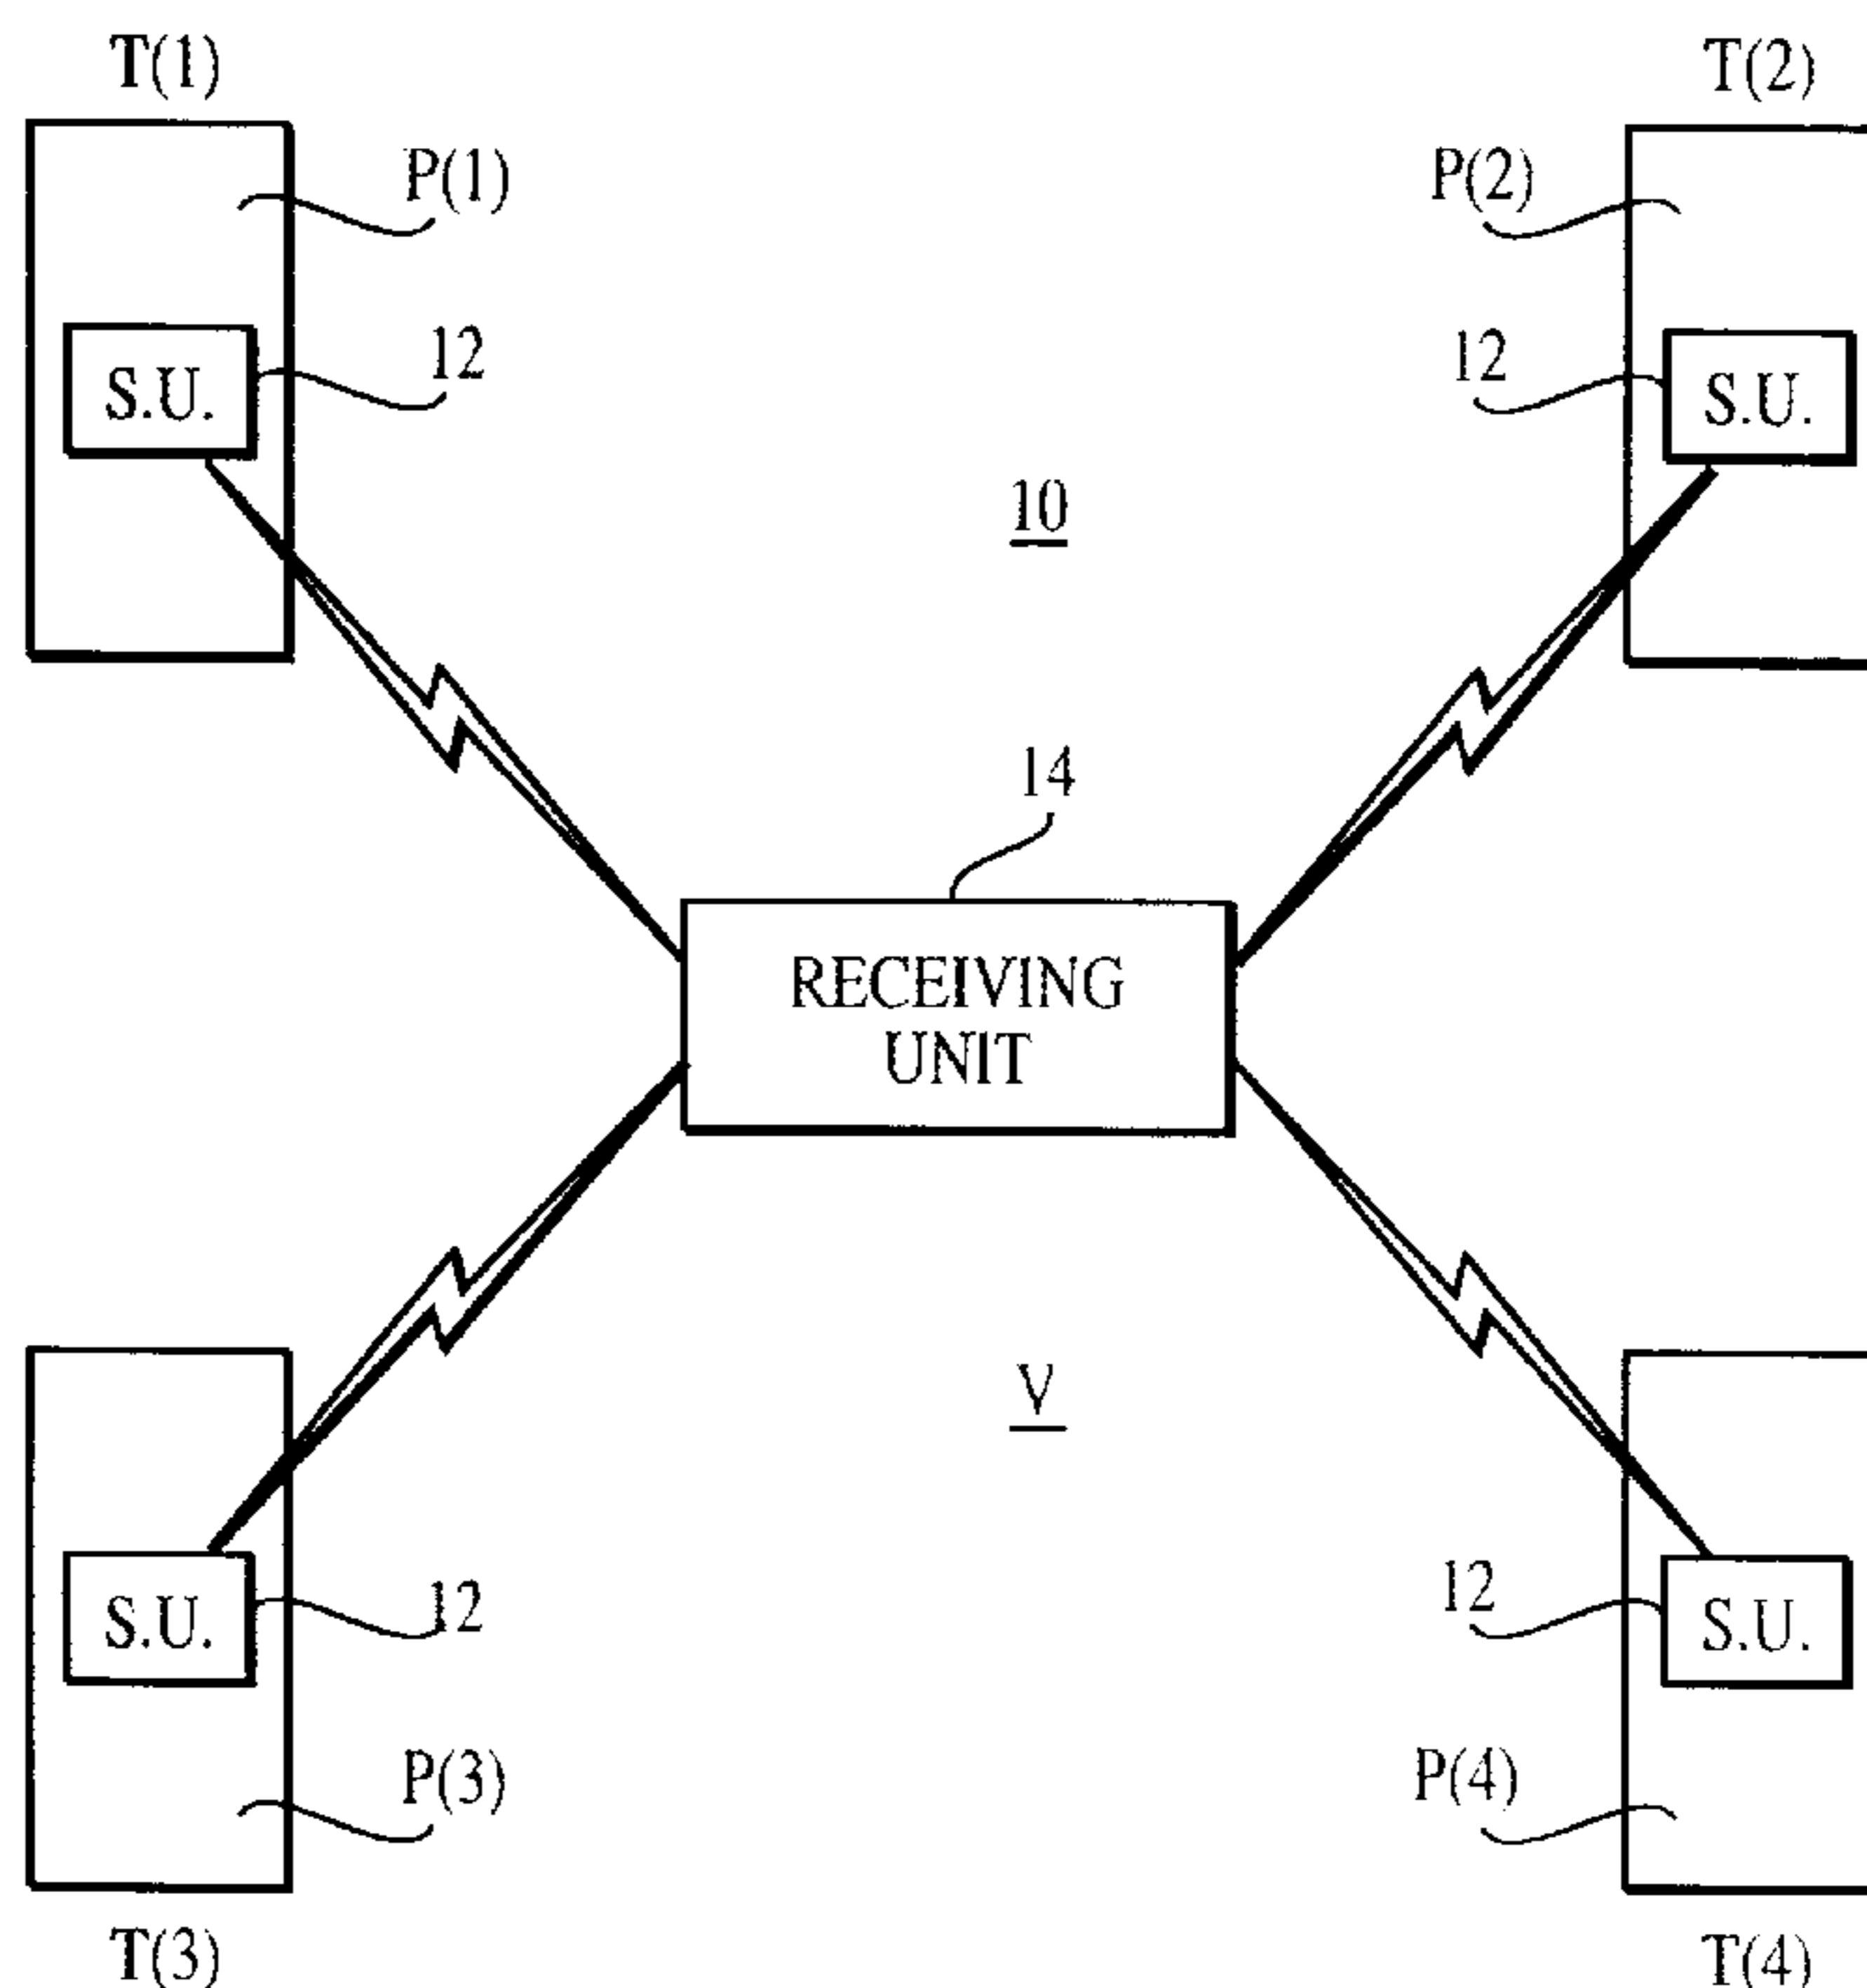 T(1)
T(2)
P(1)
P(2)
12
12
S.U.
S.U.
10
14
RECEIVING
UNIT
V
12
12
S.U.
S.U.
P(3)
P(4)
T(3)
T(4)